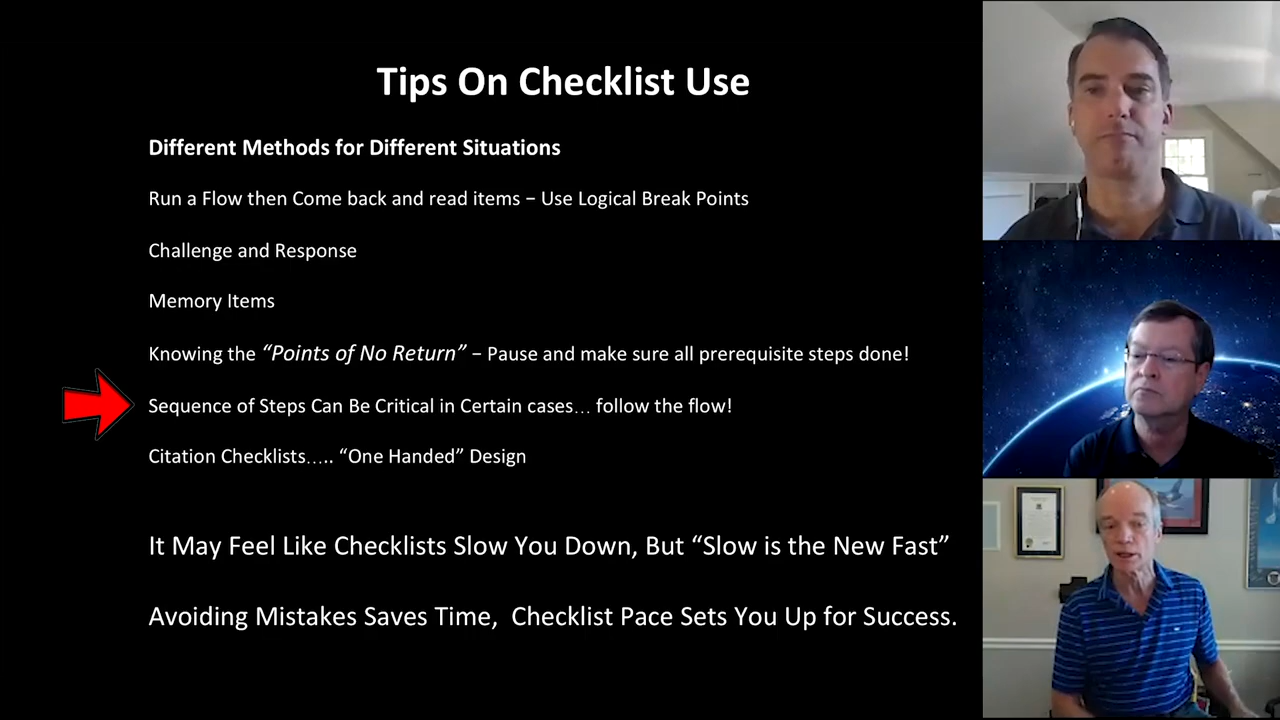 Tips On Checklist Use
Different Methods for Different Situations
Run a Flow then Come back and read items – Use Logical Break Points
Challenge and Response
Memory Items
Knowing the “Points of No Return” – Pause and make sure all prerequisite steps done!
Sequence of Steps Can Be Critical in Certain cases… follow the flow!
Citation Checklists….. “One Handed” Design
It May Feel Like Checklists Slow You Down, But “Slow is the New Fast”
Avoiding Mistakes Saves Time,  Checklist Pace Sets You Up for Success.